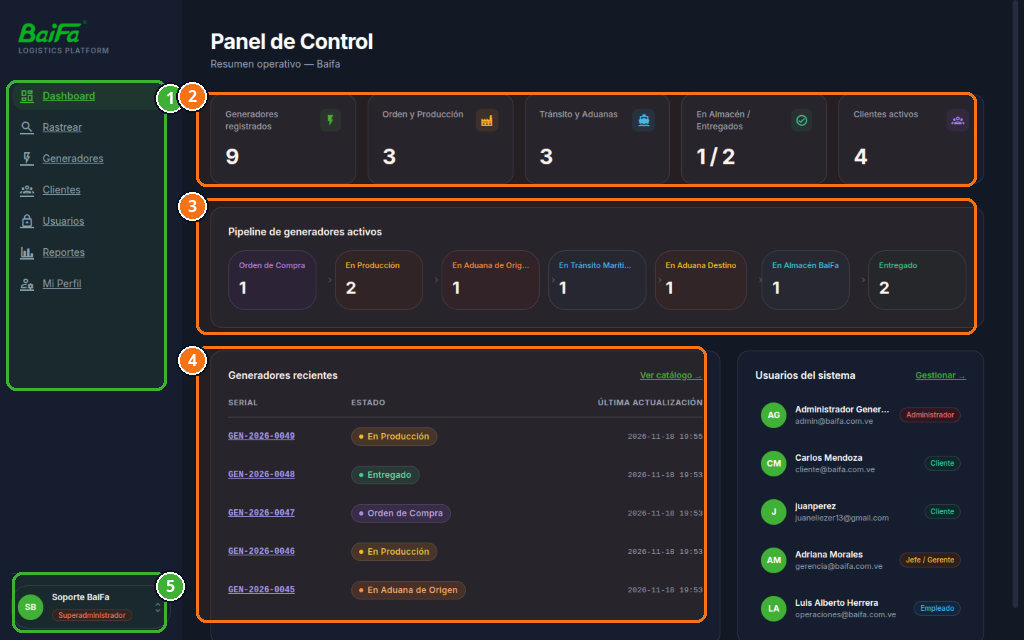 BaiFa
LOGISTICS PLATFORM
Dashboard
Rastrear
Generadores
Clientes
Usuarios
Reportes
Mi Perfil
1
5
SB
Soporte BaiFa
Superadministrador
Panel de Control
Resumen operativo — Baifa
2
Generadores registrados
9
Orden y Producción
3
Tránsito y Aduanas
3
En Almacén / Entregados
1 / 2
Clientes activos
4
3
Pipeline de generadores activos
Orden de Compra
1
En Producción
2
En Aduana de Orig...
1
En Tránsito Maríti...
1
En Aduana Destino
1
En Almacén BaiFa
1
Entregado
2
4
Generadores recientes
Ver catálogo →
SERIAL ESTADO ÚLTIMA ACTUALIZACIÓN
GEN-2026-0049 En Producción 2026-11-18 19:55
GEN-2026-0048 Entregado 2026-11-18 19:53
GEN-2026-0047 Orden de Compra 2026-11-18 19:53
GEN-2026-0046 En Producción 2026-11-18 19:53
GEN-2026-0045 En Aduana de Origen 2026-11-18 19:53
Usuarios del sistema
Gestionar →
AG
Administrador Gener...
admin@baifa.com.ve
Administrador
CM
Carlos Mendoza
cliente@baifa.com.ve
Cliente
J
juanperez
juaneliezer13@gmail.com
Cliente
AM
Adriana Morales
gerencia@baifa.com.ve
Jefe / Gerente
LA
Luis Alberto Herrera
operaciones@baifa.com.ve
Empleado